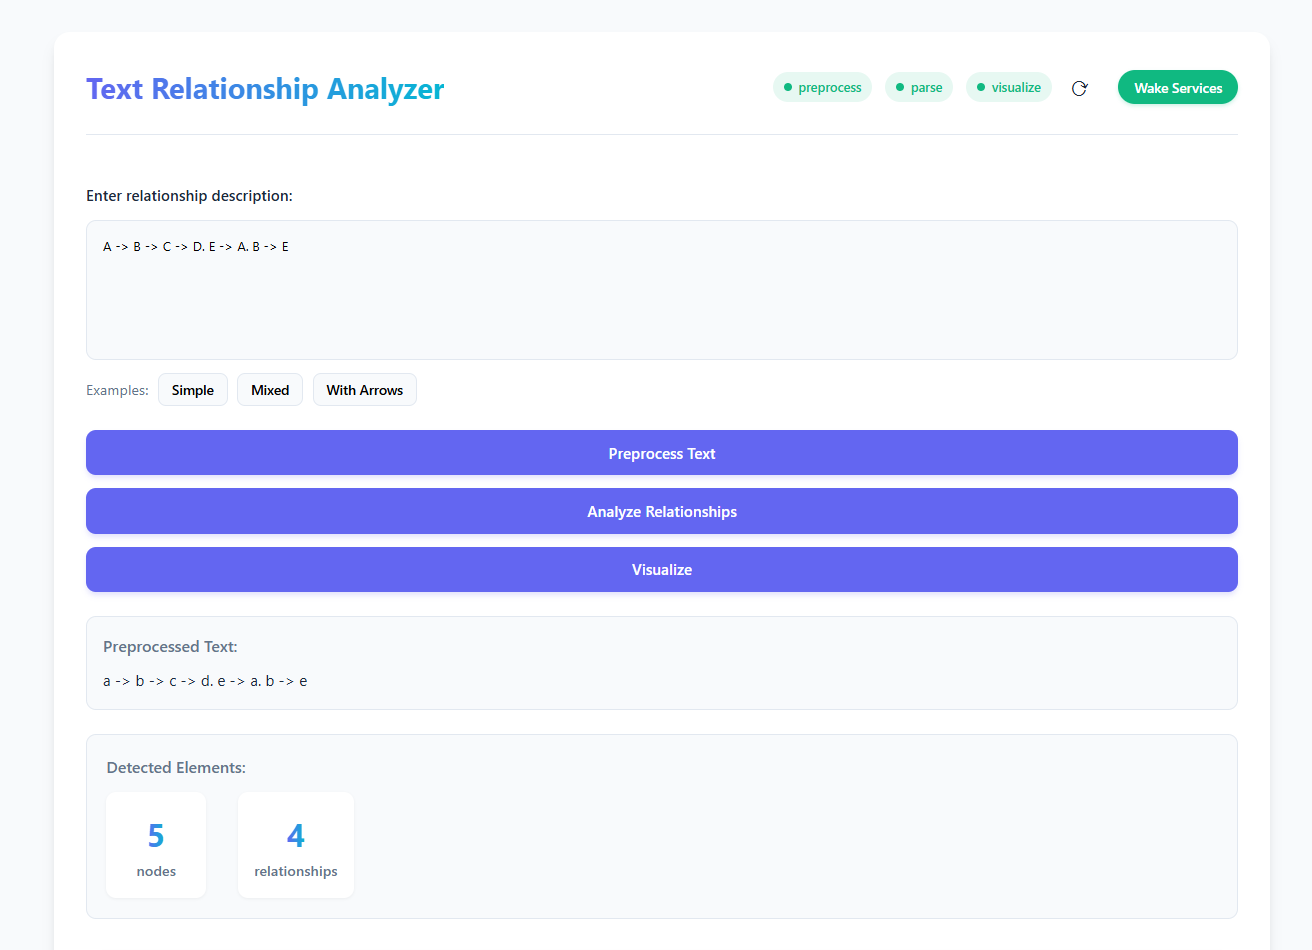 Text Relationship Analyzer
preprocess
parse
visualize
Wake Services
Enter relationship description:
A -> B -> C -> D. E -> A. B -> E
Examples:
Simple
Mixed
With Arrows
Preprocess Text
Analyze Relationships
Visualize
Preprocessed Text:
a -> b -> c -> d. e -> a. b -> e
Detected Elements:
5
nodes
4
relationships